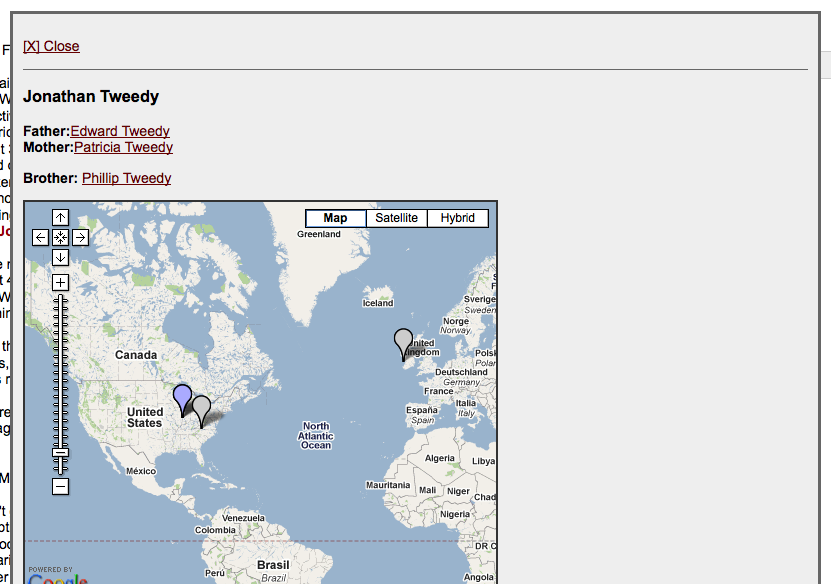 [X] Close
Jonathan Tweedy
Father:Edward Tweedy
Mother:Patricia Tweedy
Brother: Phillip Tweedy
Map Satellite Hybrid
Greenland
Iceland
Sverige
Sweden
Norge
Norway
United
Kingdom
Canada
Polsk
Deutschland
Germany
France
United
States
España
Spain
Italia
Italy
North
Atlantic
Ocean
Algeria
Libya
México
Mauritania
Mali
Niger
Chad
Nigeria
Venezuela
Colombia
DR C
Brasil
Brazil
Perú
Angola
POWERED BY
Google